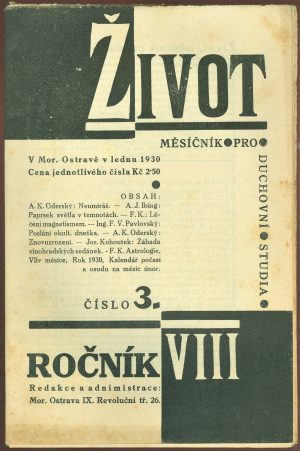 ŽIVOT
MĚSÍČNÍK PRO
DUCHOVNÍ STUDIA
V Mor. Ostravě v lednu 1930
Cena jednotlivého čísla Kč 2·50
OBSAH:
A. K. Oderský: Neumíráš. — A. J. Ibing:
Paprsek světla v temnotách. — F. K.: Lé-
čení magnetismem. — Ing. F. V. Pavlovský:
Poslání okult. dneška. — A. K. Oderský:
Znovuzrození. — Jos. Kohoutek: Záhada
vinohradských sedánek. - F. K. Astrologie,
Vliv měsíce, Rok 1930, Kalendář počasí
a osudu na měsíc únor.
ČÍSLO 3.
ROČNÍK VIII
Redakce a adminístrace:
Mor. Ostrava IX. Revoluční tř. 26.